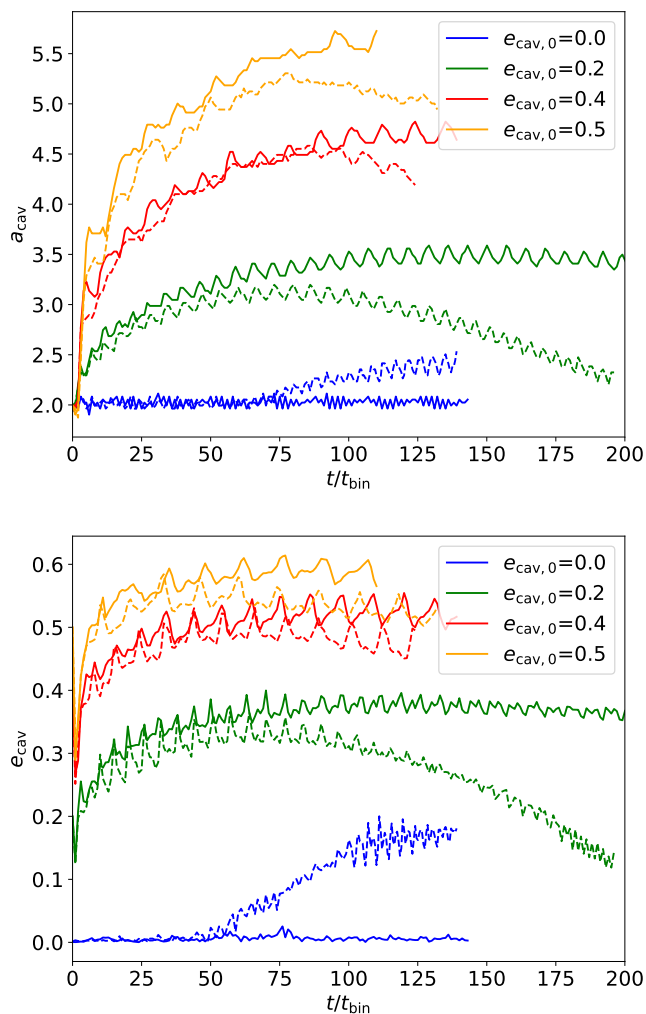 5.5
5.0
4.5
4.0
3.5
3.0
2.5
2.0
a_cav
0 25 50 75 100 125 150 175 200
t/t_bin
e_cav, 0=0.0
e_cav, 0=0.2
e_cav, 0=0.4
e_cav, 0=0.5
0.6
0.5
0.4
0.3
0.2
0.1
0.0
e_cav
0 25 50 75 100 125 150 175 200
t/t_bin
e_cav, 0=0.0
e_cav, 0=0.2
e_cav, 0=0.4
e_cav, 0=0.5